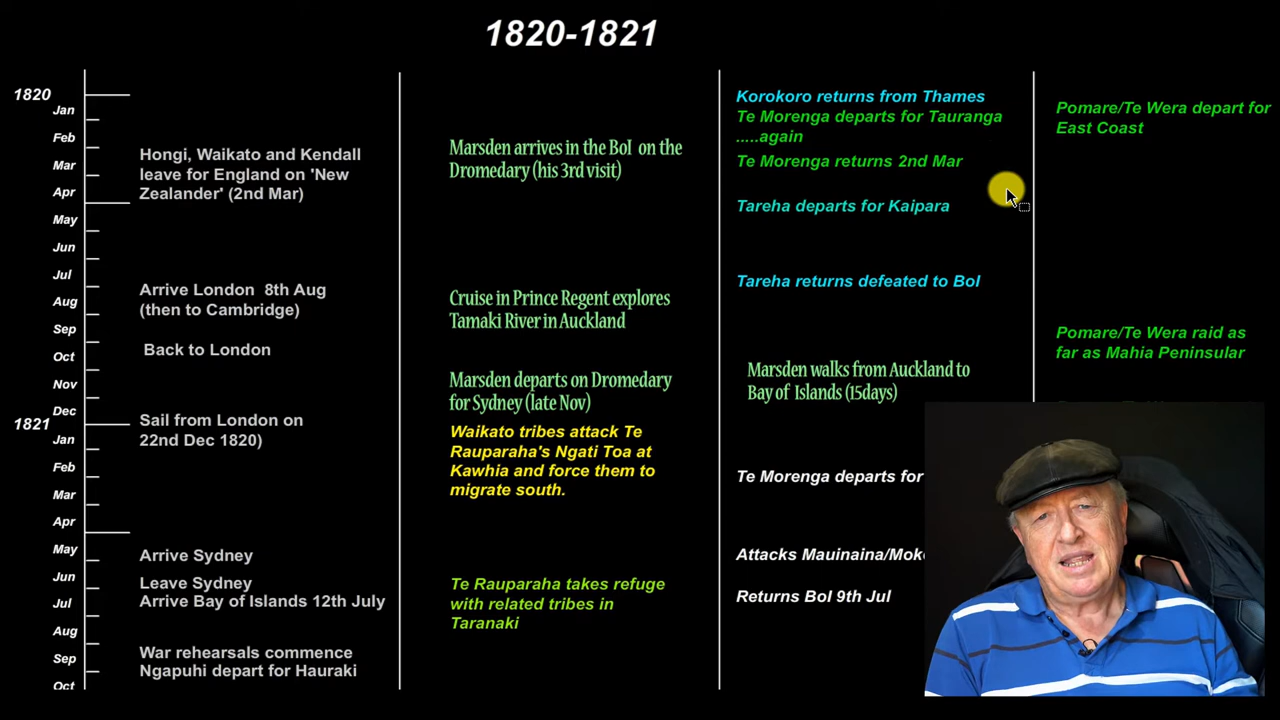 1820-1821
1820
Jan
Feb
Mar
Apr
May
Jun
Jul
Aug
Sep
Oct
Nov
Dec
1821
Jan
Feb
Mar
Apr
May
Jun
Jul
Aug
Sep
Oct
Hongi, Waikato and Kendall
leave for England on 'New
Zealander' (2nd Mar)
Arrive London 8th Aug
(then to Cambridge)
Back to London
Sail from London on
22nd Dec 1820)
Arrive Sydney
Leave Sydney
Arrive Bay of Islands 12th July
War rehearsals commence
Ngapuhi depart for Hauraki
Marsden arrives in the BoI on the
Dromedary (his 3rd visit)
Cruise in Prince Regent explores
Tamaki River in Auckland
Marsden departs on Dromedary
for Sydney (late Nov)
Waikato tribes attack Te
Rauparaha's Ngati Toa at
Kawhia and force them to
migrate south.
Te Rauparaha takes refuge
with related tribes in
Taranaki
Korokoro returns from Thames
Te Morenga departs for Tauranga
.....again
Te Morenga returns 2nd Mar
Tareha departs for Kaipara
Tareha returns defeated to BoI
Marsden walks from Auckland to
Bay of Islands (15days)
Te Morenga departs for
Attacks Mauinaina/Moko
Returns BoI 9th Jul
Pomare/Te Wera depart for
East Coast
Pomare/Te Wera raid as
far as Mahia Peninsular